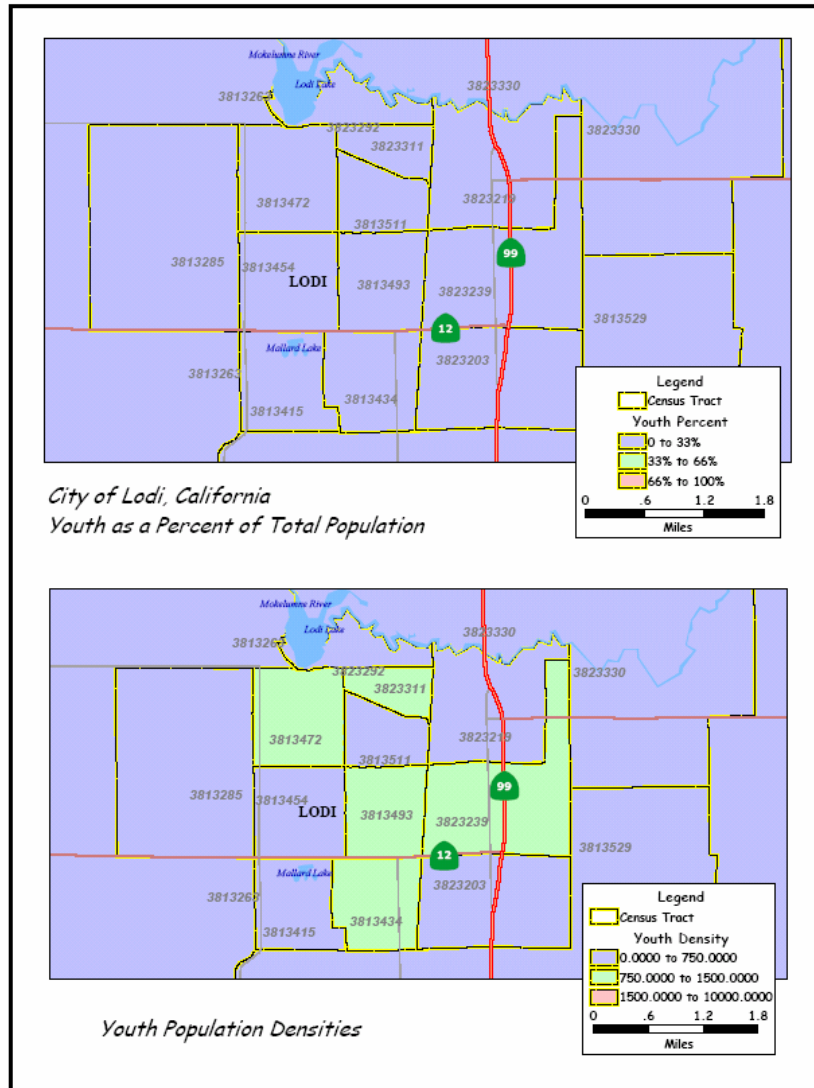 Mokelumne River
Lodi Lake
3823330
3823292
3823330
3823311
3813472
3823219
3813511
3813285
3813454
99
LODI
3813493
3823239
12
3813529
Mallard Lake
3823203
3813263
3813434
3813415
Legend
Census Tract
Youth Percent
0 to 33%
33% to 66%
66% to 100%
0 .6 1.2 1.8
Miles
City of Lodi, California
Youth as a Percent of Total Population
Mokelumne River
Lodi Lake
3823330
3823292
3823330
3823311
3813472
3823219
3813511
3813285
3813454
99
LODI
3813493
3823239
12
3813529
Mallard Lake
3823203
3813263
3813434
3813415
Legend
Census Tract
Youth Density
0.0000 to 750.0000
750.0000 to 1500.0000
1500.0000 to 10000.0000
0 .6 1.2 1.8
Miles
Youth Population Densities